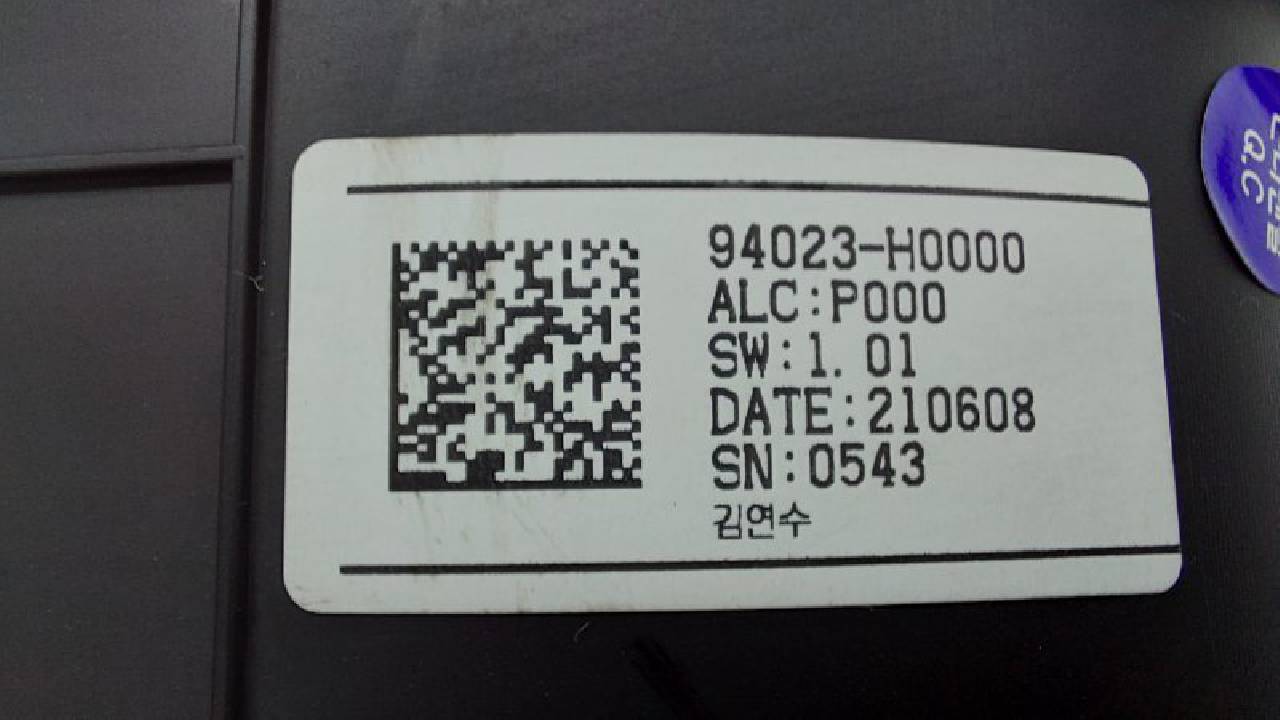 94023-H0000
ALC:P000
SW:1.01
DATE:210608
SN:0543
김연수
Q.C